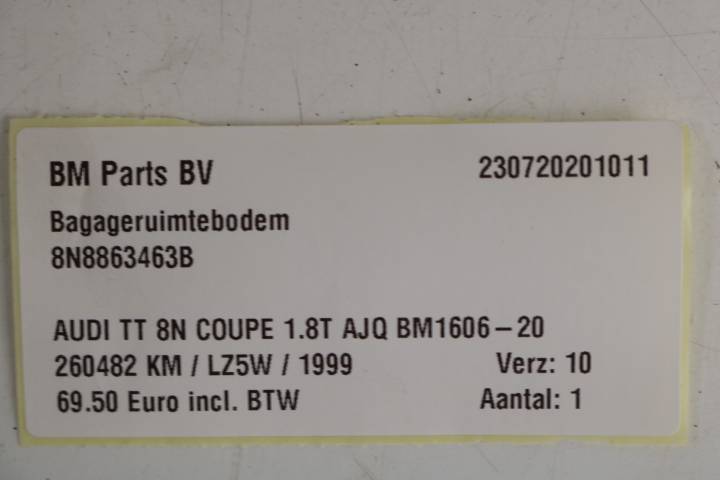 BM Parts BV 230720201011
Bagageruimtebodem
8N8863463B
AUDI TT 8N COUPE 1.8T AJQ BM1606-20
260482 KM / LZ5W / 1999 Verz: 10
69.50 Euro incl. BTW Aantal: 1